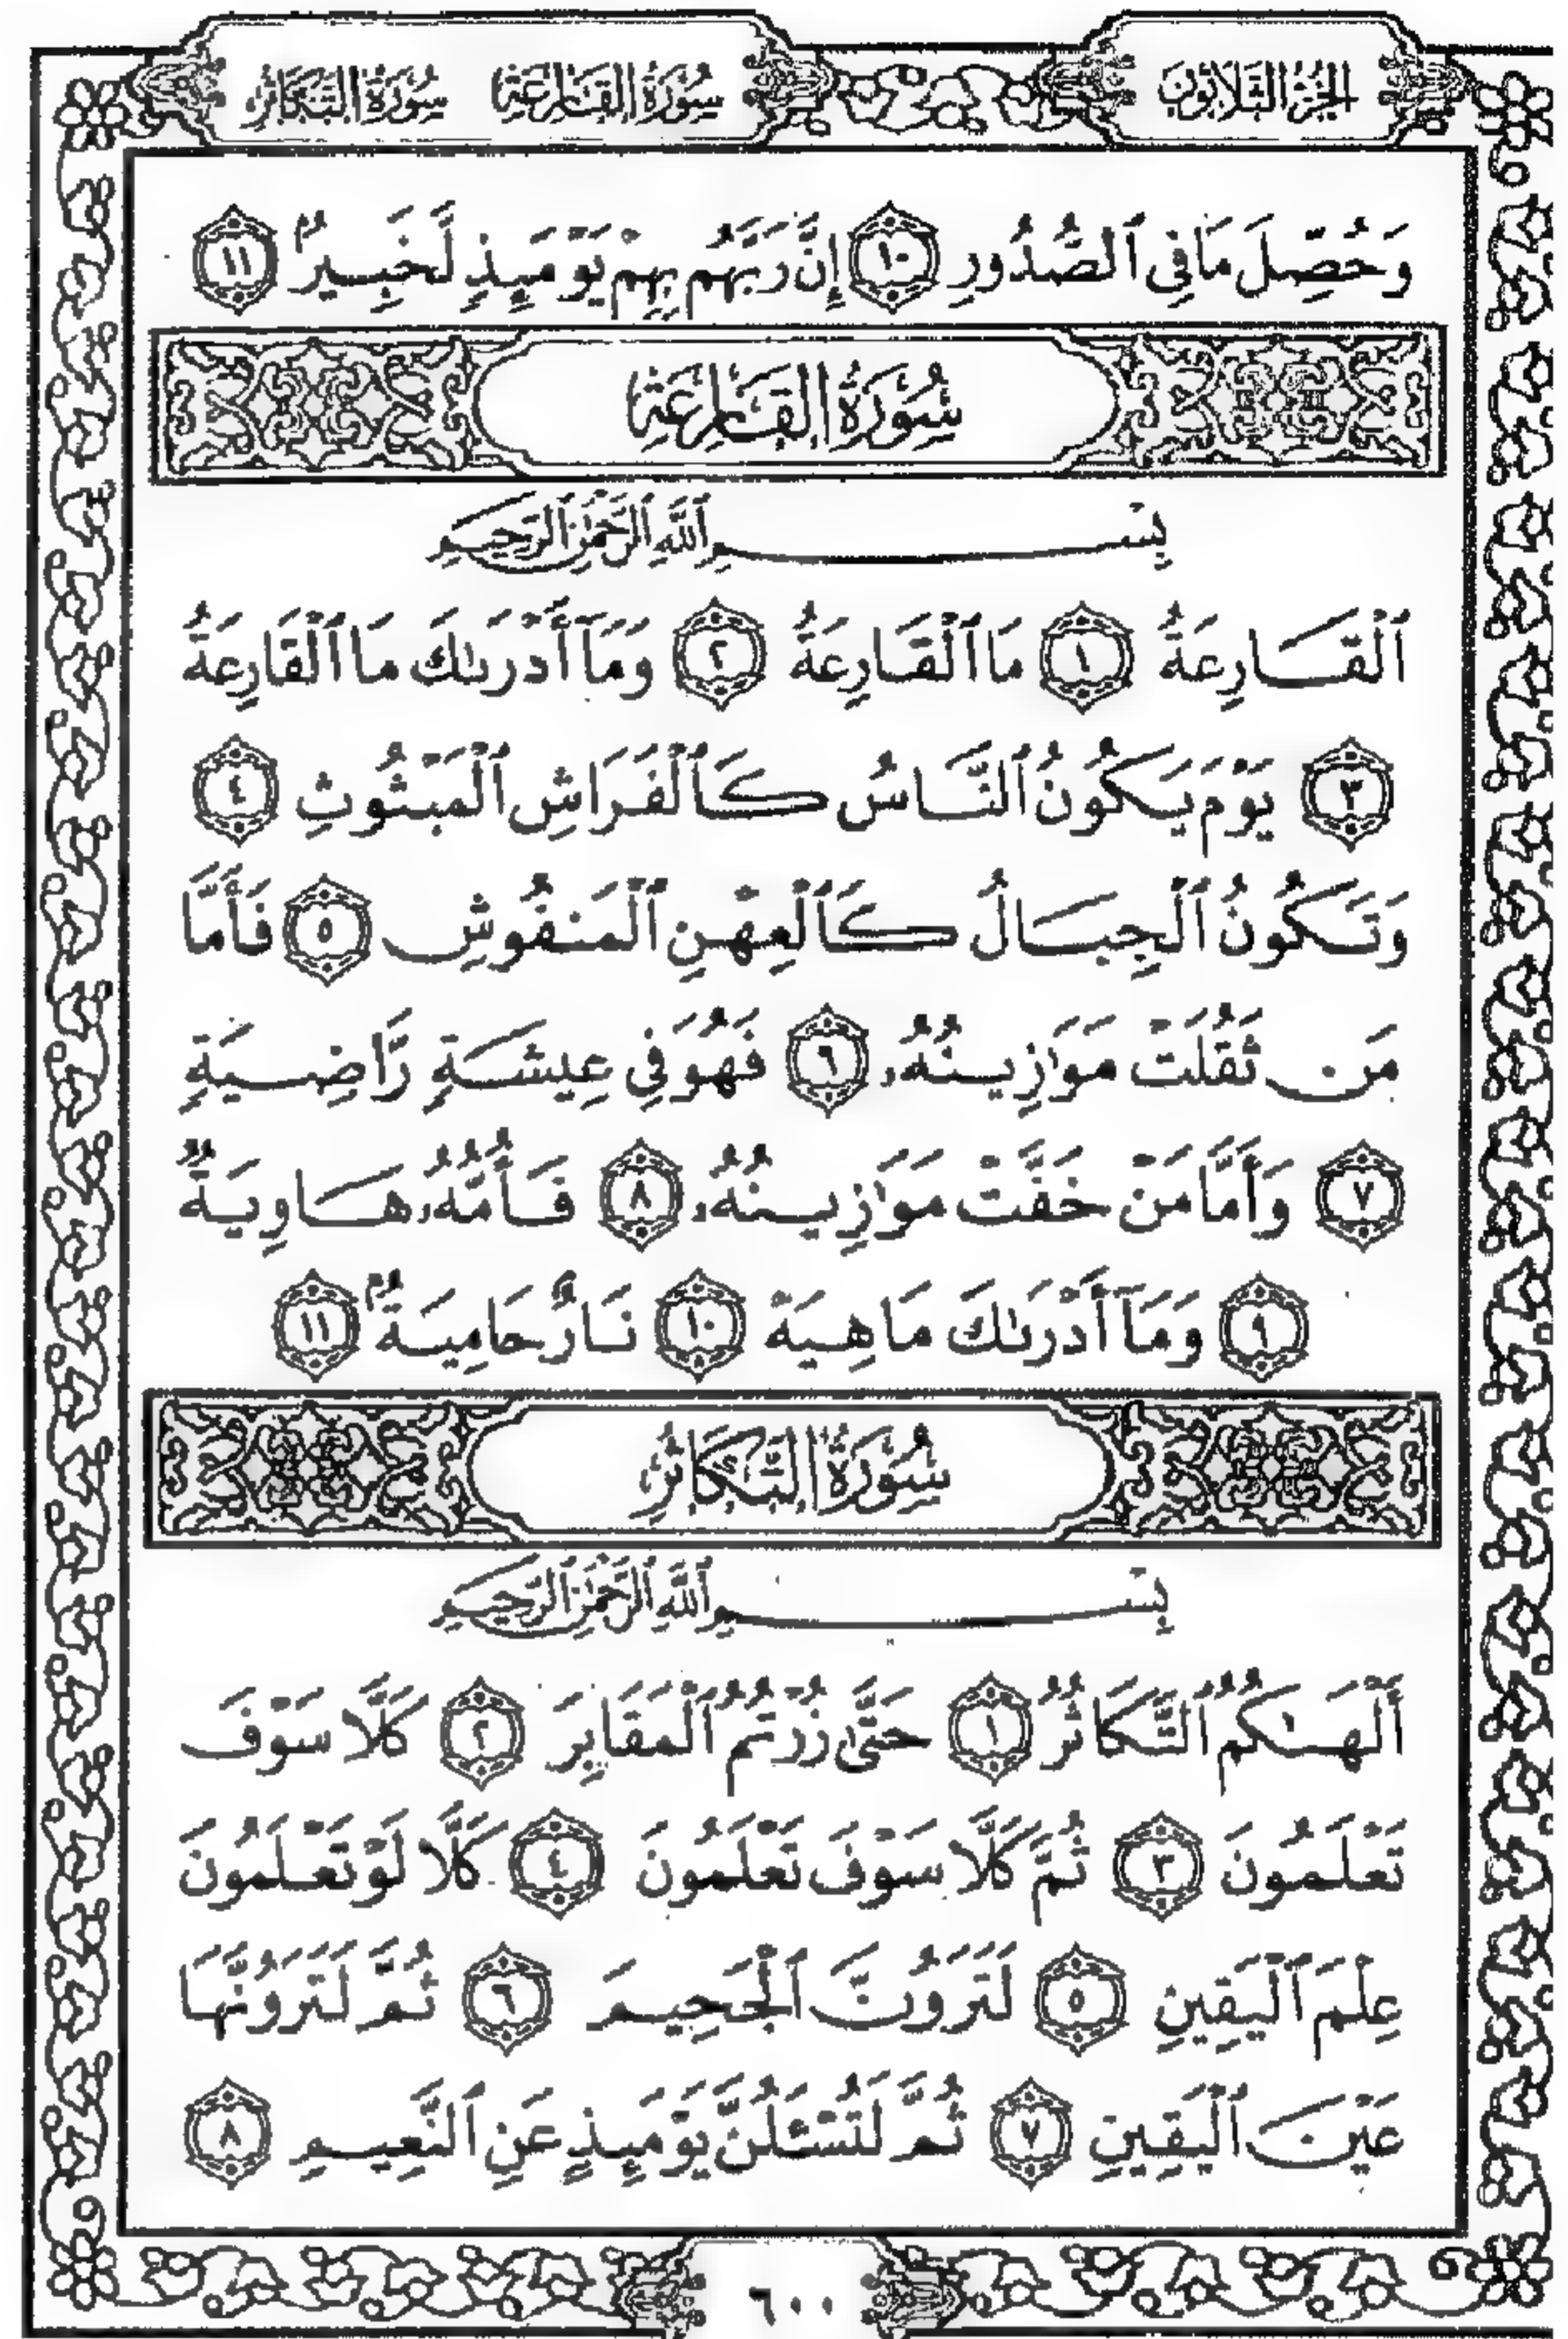 الجزء الثلاثون سورة القارعة سورة التكاثر
وَحُصِّلَ مَا فِى ٱلصُّدُورِ ١٠ إِنَّ رَبَّهُم بِهِمْ يَوْمَئِذٍ لَّخَبِيرٌۢ ١١
سُورَةُ القَارِعَةِ
بِسْمِ ٱللَّهِ ٱلرَّحْمَٰنِ ٱلرَّحِيمِ
ٱلْقَارِعَةُ ١ مَا ٱلْقَارِعَةُ ٢ وَمَآ أَدْرَىٰكَ مَا ٱلْقَارِعَةُ
٣ يَوْمَ يَكُونُ ٱلنَّاسُ كَٱلْفَرَاشِ ٱلْمَبْثُوثِ ٤
وَتَكُونُ ٱلْجِبَالُ كَٱلْعِهْنِ ٱلْمَنفُوشِ ٥ فَأَمَّا
مَن ثَقُلَتْ مَوَٰزِينُهُۥ ٦ فَهُوَ فِى عِيشَةٍ رَّاضِيَةٍ
٧ وَأَمَّا مَنْ خَفَّتْ مَوَٰزِينُهُۥ ٨ فَأُمُّهُۥ هَاوِيَةٌ
٩ وَمَآ أَدْرَىٰكَ مَا هِيَهْ ١٠ نَارٌ حَامِيَةٌۢ ١١
سُورَةُ التَّكَاثُرِ
بِسْمِ ٱللَّهِ ٱلرَّحْمَٰنِ ٱلرَّحِيمِ
أَلْهَىٰكُمُ ٱلتَّكَاثُرُ ١ حَتَّىٰ زُرْتُمُ ٱلْمَقَابِرَ ٢ كَلَّا سَوْفَ
تَعْلَمُونَ ٣ ثُمَّ كَلَّا سَوْفَ تَعْلَمُونَ ٤ كَلَّا لَوْ تَعْلَمُونَ
عِلْمَ ٱلْيَقِينِ ٥ لَتَرَوُنَّ ٱلْجَحِيمَ ٦ ثُمَّ لَتَرَوُنَّهَا
عَيْنَ ٱلْيَقِينِ ٧ ثُمَّ لَتُسْـَٔلُنَّ يَوْمَئِذٍ عَنِ ٱلنَّعِيمِ ٨
٦٠٠